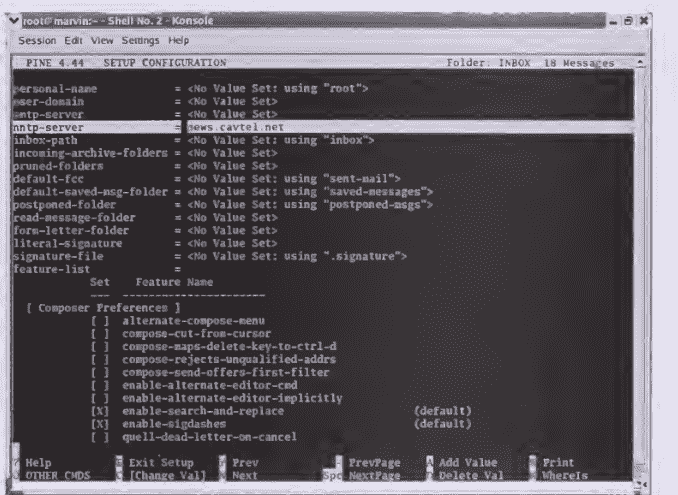 root@marvin:~ - Shell No. 2 - Konsole
Session Edit View Settings Help
PINE 4.44 SETUP CONFIGURATION Folder: INBOX 18 Messages
personal-name = <No Value Set: using "root">
user-domain = <No Value Set>
smtp-server = <No Value Set>
nntp-server = news.cavtel.net
inbox-path = <No Value Set: using "inbox">
incoming-archive-folders = <No Value Set>
pruned-folders = <No Value Set>
default-fcc = <No Value Set: using "sent-mail">
default-saved-msg-folder = <No Value Set: using "saved-messages">
postponed-folder = <No Value Set: using "postponed-msgs">
read-message-folder = <No Value Set>
form-letter-folder = <No Value Set>
literal-signature = <No Value Set>
signature-file = <No Value Set: using ".signature">
feature-list =
Set Feature Name
--- ----------------------
[ Composer Preferences ]
[ ] alternate-compose-menu
[ ] compose-cut-from-cursor
[ ] compose-maps-delete-key-to-ctrl-d
[ ] compose-rejects-unqualified-addrs
[ ] compose-send-offers-first-filter
[ ] enable-alternate-editor-cmd
[ ] enable-alternate-editor-implicitly
[X] enable-search-and-replace (default)
[X] enable-sigdashes (default)
[ ] quell-dead-letter-on-cancel
? Help E Exit Setup P Prev - PrevPage A Add Value % Print
O OTHER CMDS C [Change Val] N Next Spc NextPage D Delete Val W WhereIs